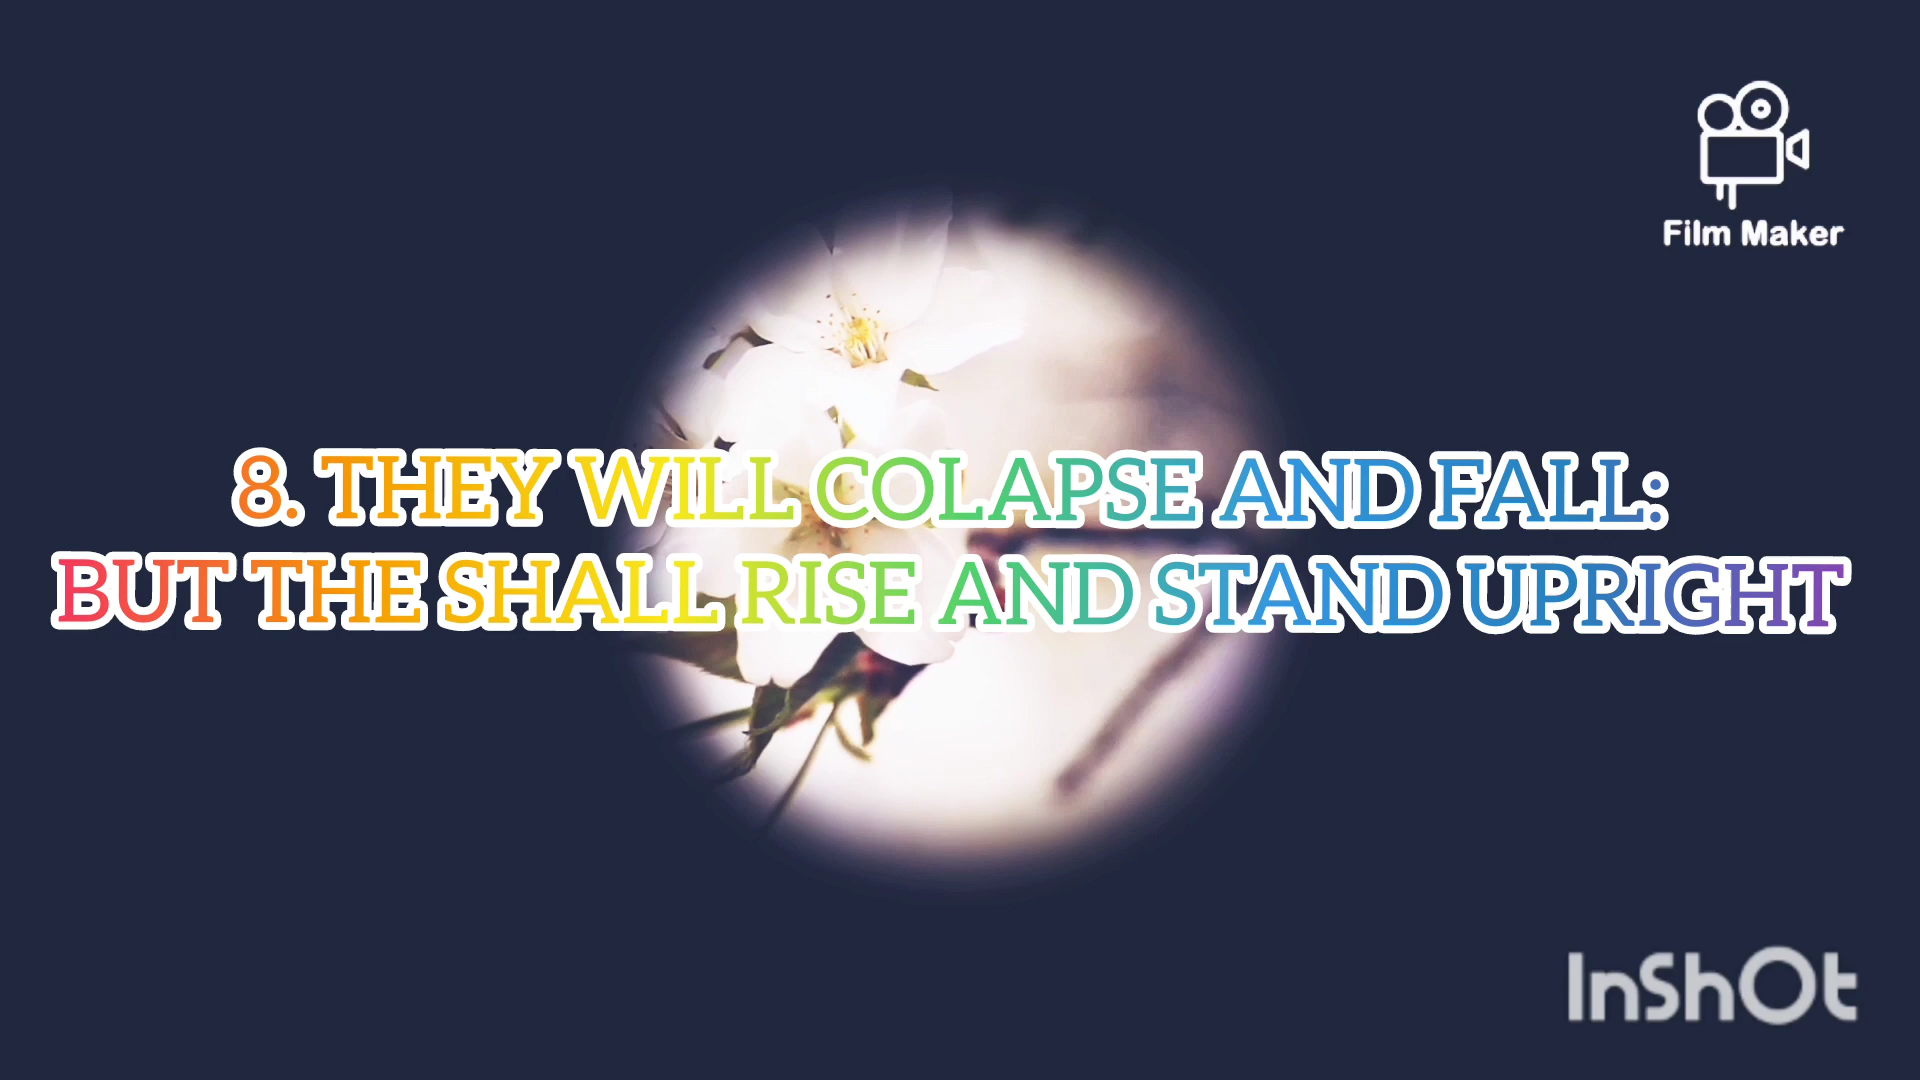 Film Maker
8. THEY WILL COLAPSE AND FALL:
BUT THE SHALL RISE AND STAND UPRIGHT
InShOt